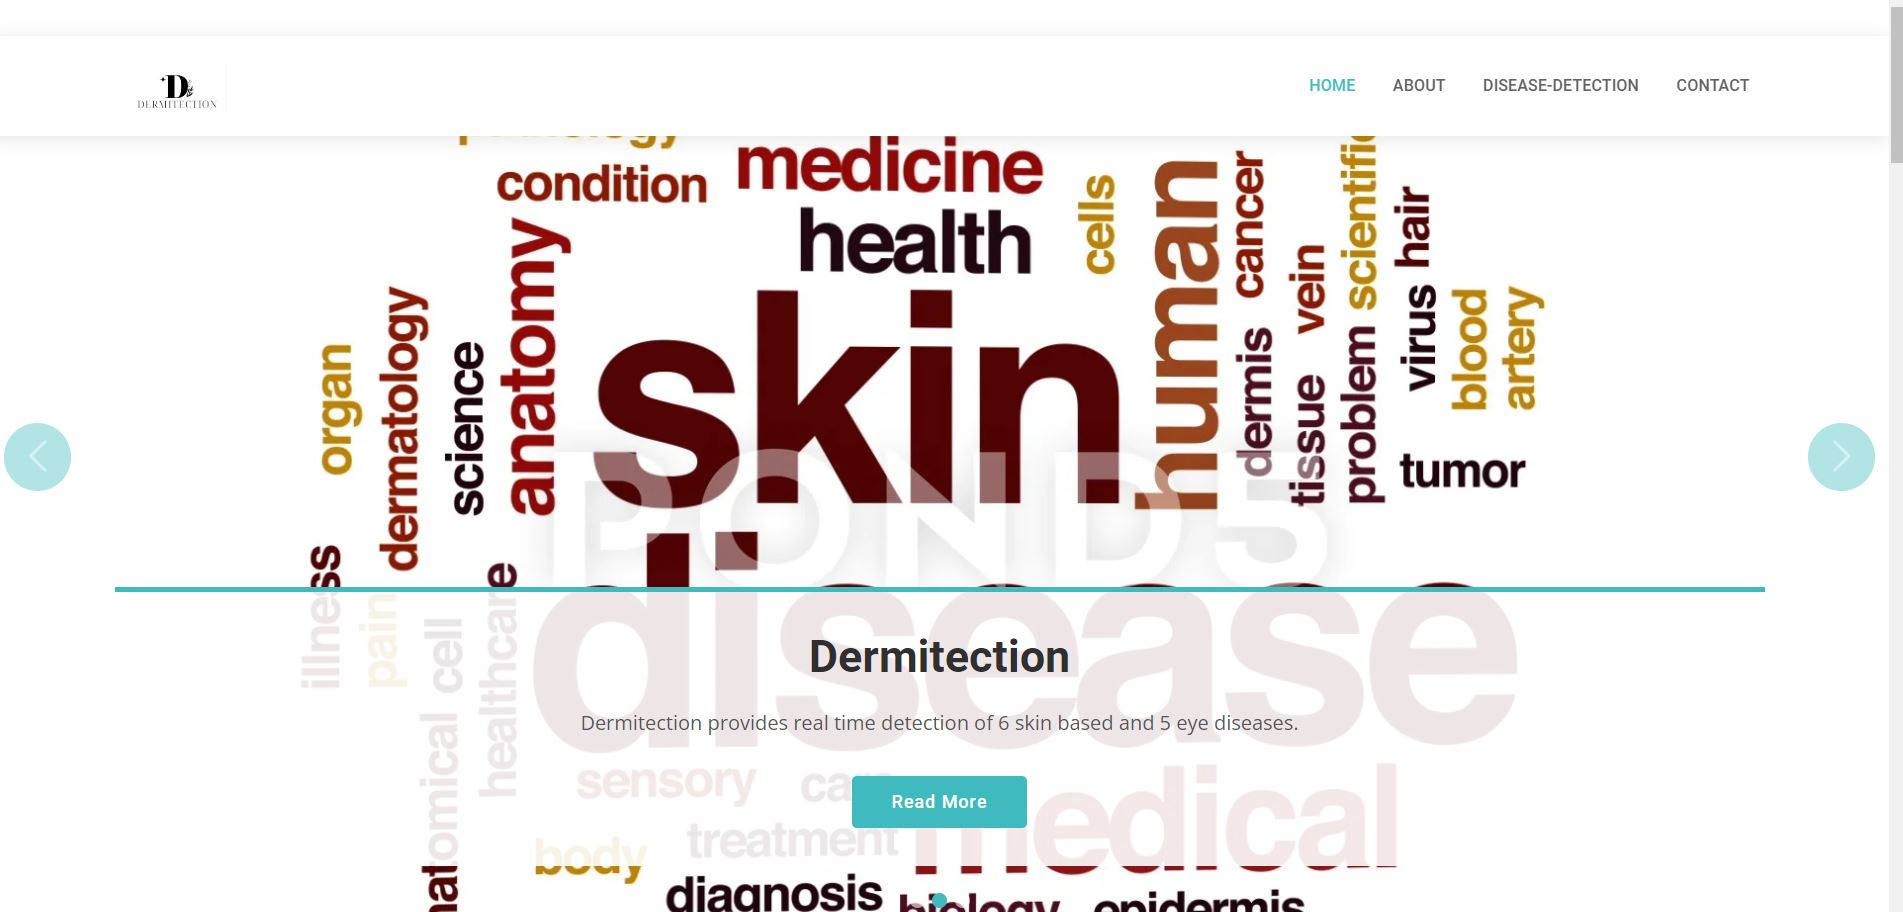 D
DERMITECTION
HOME
ABOUT
DISEASE-DETECTION
CONTACT
condition
medicine
health
cells
human
cancer
scientific
hair
vein
organ
dermatology
science
anatomy
skin
dermis
tissue
problem
virus
blood
artery
tumor
POND5
illness
pain
cell
healthcare
disease
Dermitection
Dermitection provides real time detection of 6 skin based and 5 eye diseases.
sensory
Read More
medical
treatment
body
diagnosis
biology
epidermis